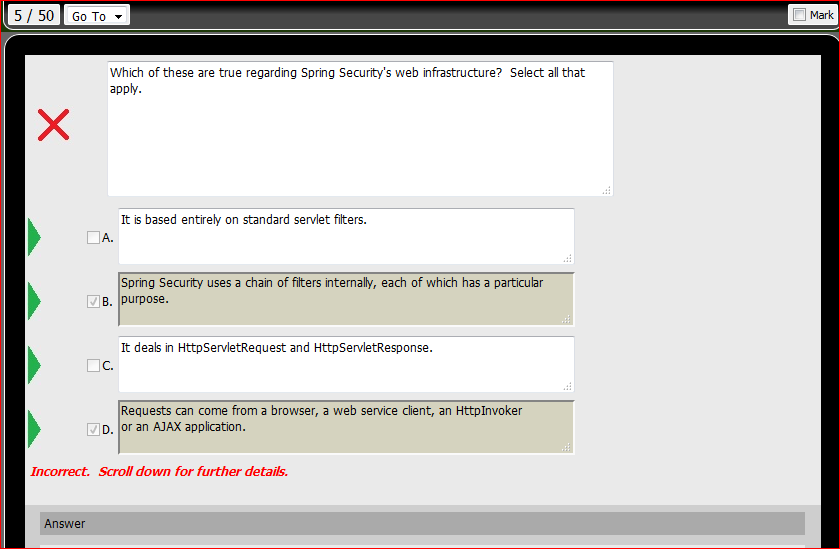 5 / 50 Go To Mark
Which of these are true regarding Spring Security's web infrastructure?  Select all that
apply.
A. It is based entirely on standard servlet filters.
B. Spring Security uses a chain of filters internally, each of which has a particular
purpose.
C. It deals in HttpServletRequest and HttpServletResponse.
D. Requests can come from a browser, a web service client, an HttpInvoker
or an AJAX application.
Incorrect.  Scroll down for further details.
Answer